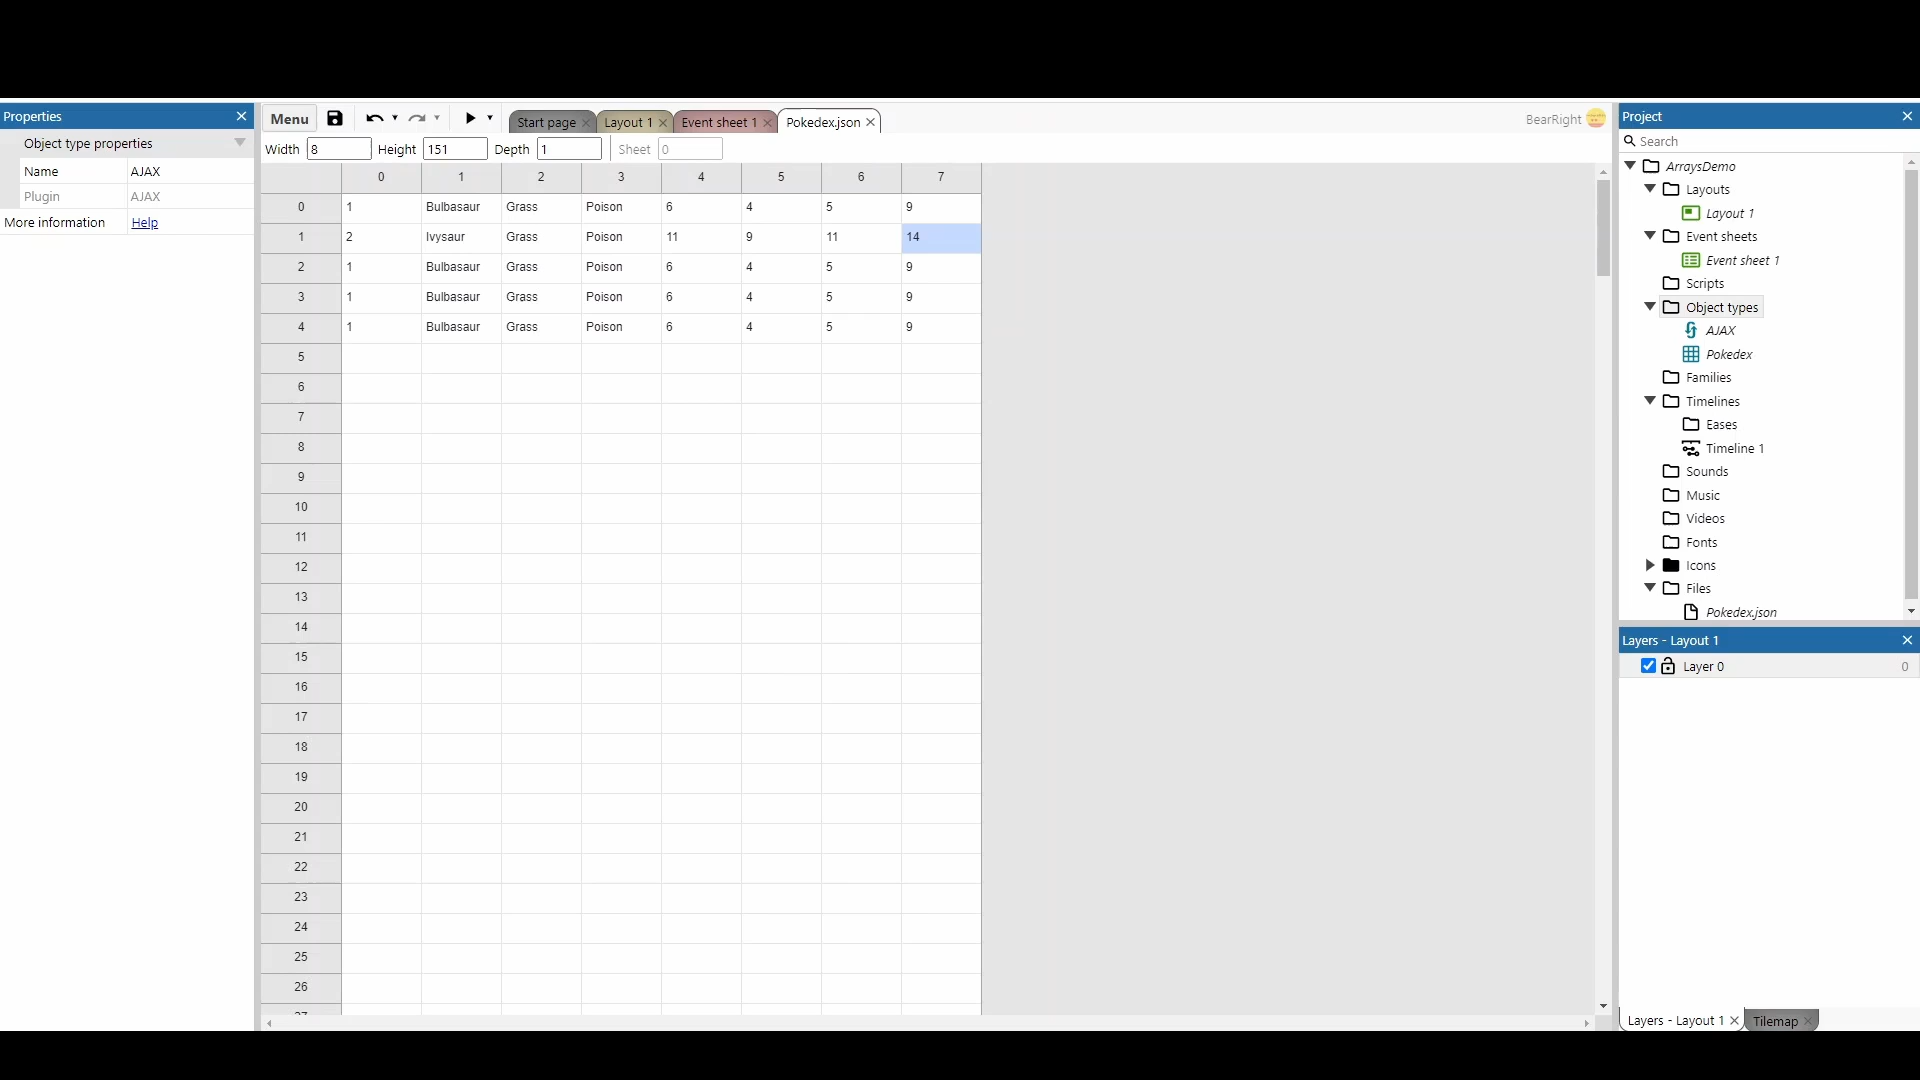 Properties
Object type properties
Name AJAX
Plugin AJAX
More information Help
Menu
Start page Layout 1 Event sheet 1 Pokedex.json
BearRight
Width 8 Height 151 Depth 1 Sheet 0
0 1 2 3 4 5 6 7
0 1 Bulbasaur Grass Poison 6 4 5 9
1 2 Ivysaur Grass Poison 11 9 11 14
2 1 Bulbasaur Grass Poison 6 4 5 9
3 1 Bulbasaur Grass Poison 6 4 5 9
4 1 Bulbasaur Grass Poison 6 4 5 9
5
6
7
8
9
10
11
12
13
14
15
16
17
18
19
20
21
22
23
24
25
26
27
Project
Search
ArraysDemo
Layouts
Layout 1
Event sheets
Event sheet 1
Scripts
Object types
AJAX
Pokedex
Families
Timelines
Eases
Timeline 1
Sounds
Music
Videos
Fonts
Icons
Files
Pokedex.json
Layers - Layout 1
Layer 0 0
Layers - Layout 1 Tilemap